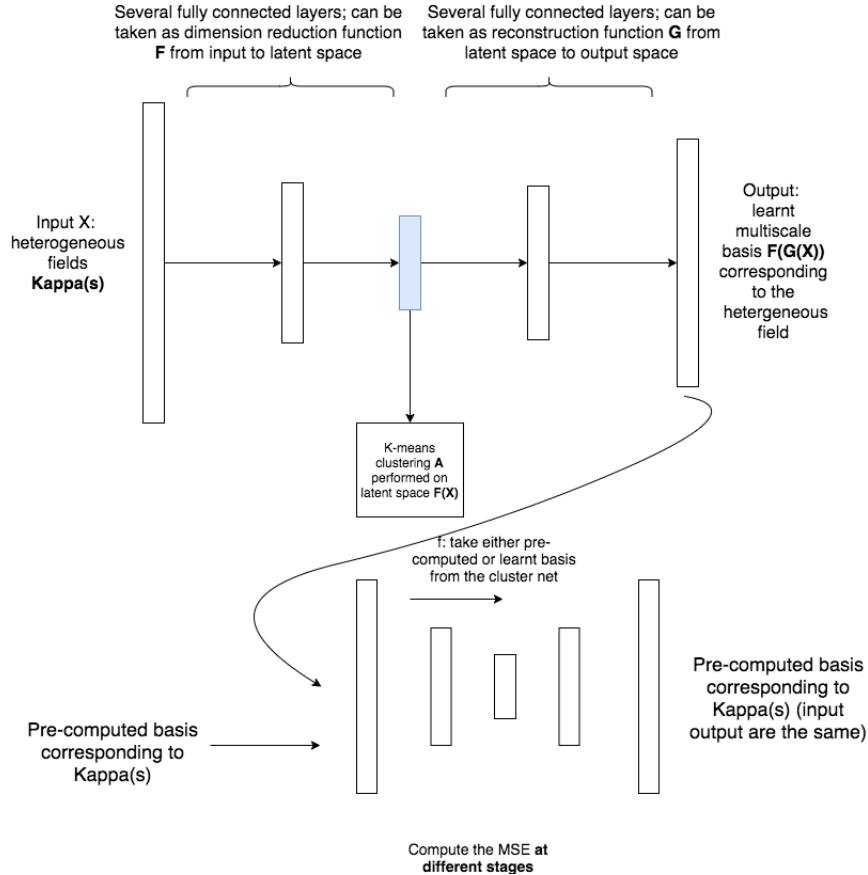 Several fully connected layers; can be
taken as dimension reduction function
F from input to latent space
Several fully connected layers; can be
taken as reconstruction function G from
latent space to output space
Input X:
heterogeneous
fields
Kappa(s)
Output:
learnt
multiscale
basis F(G(X))
corresponding
to the
hetergeneous
field
K-means
clustering A
performed on
latent space F(X)
f: take either pre-
computed or learnt basis
from the cluster net
Pre-computed basis
corresponding to
Kappa(s)
Pre-computed basis
corresponding to
Kappa(s) (input
output are the same)
Compute the MSE at
different stages